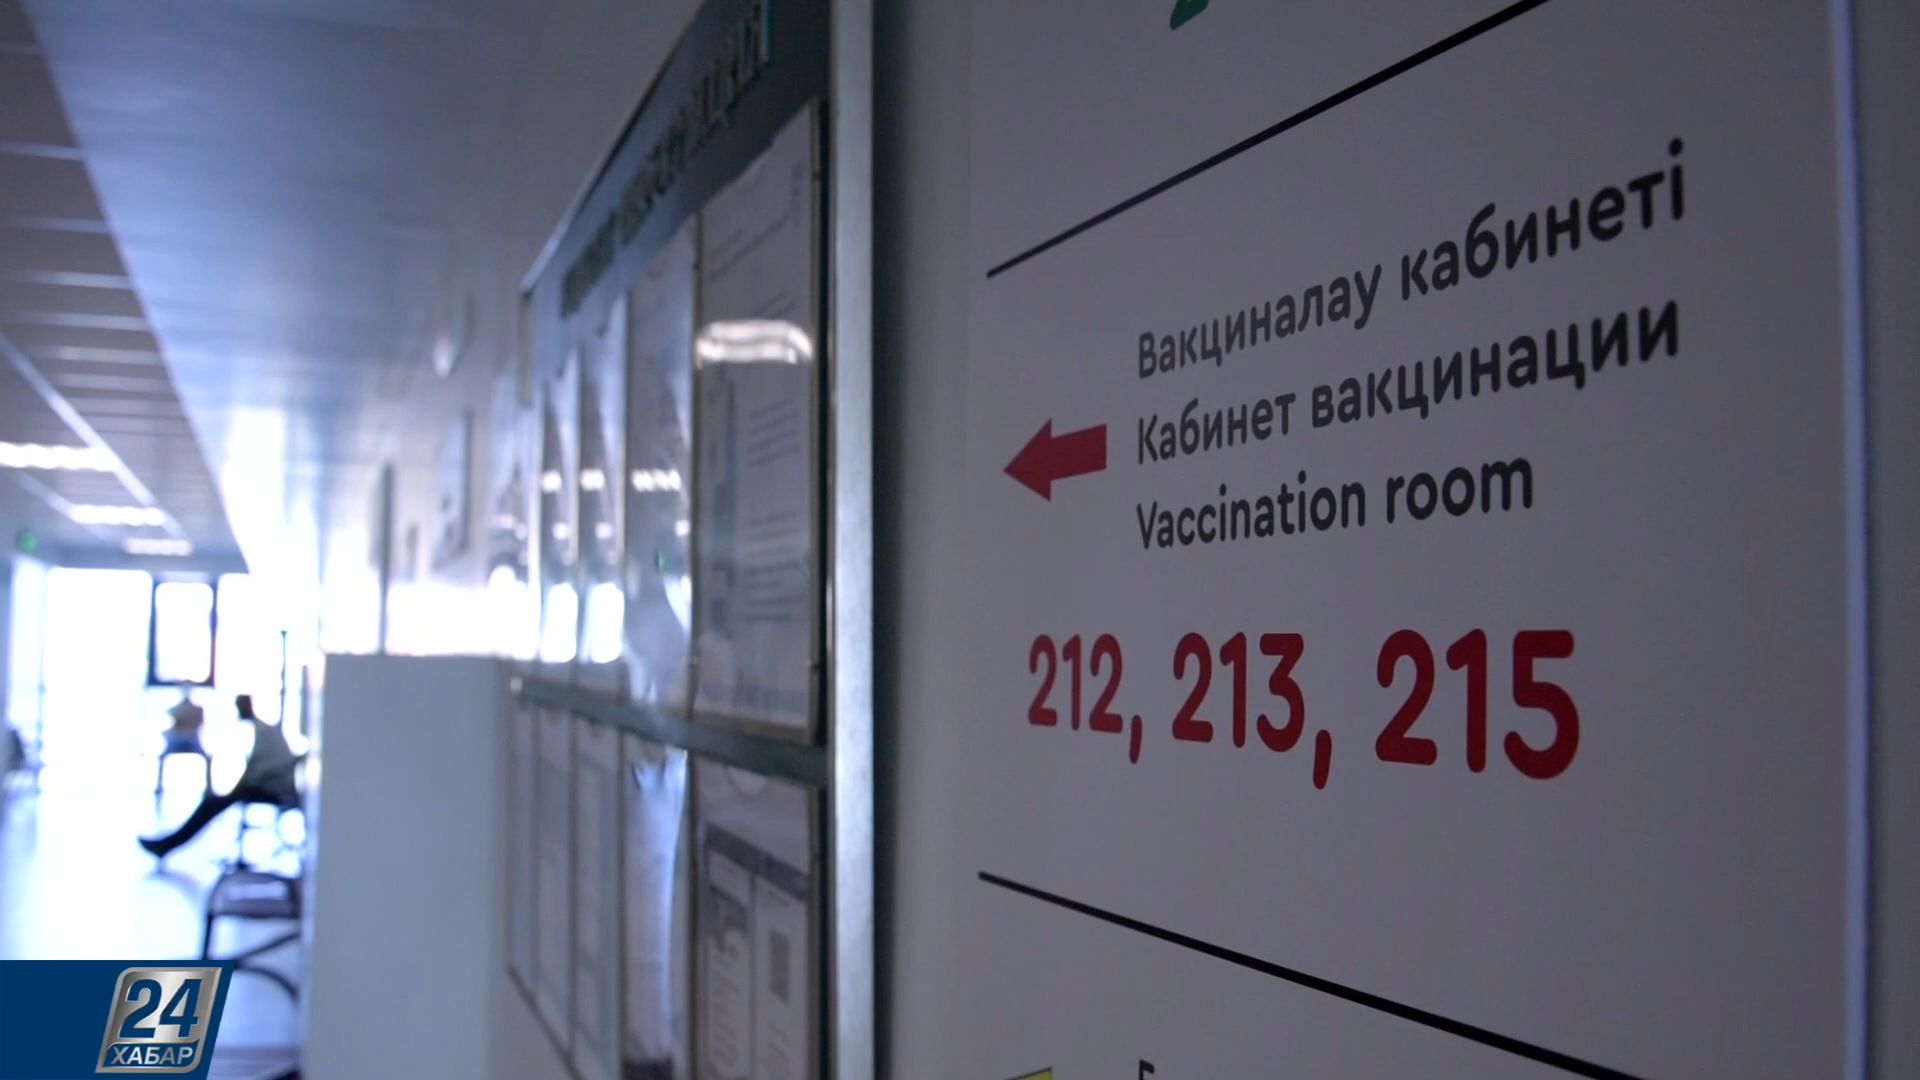 Вакциналау кабинеті
Кабинет вакцинации
Vaccination room
212, 213, 215
24
ХАБАР